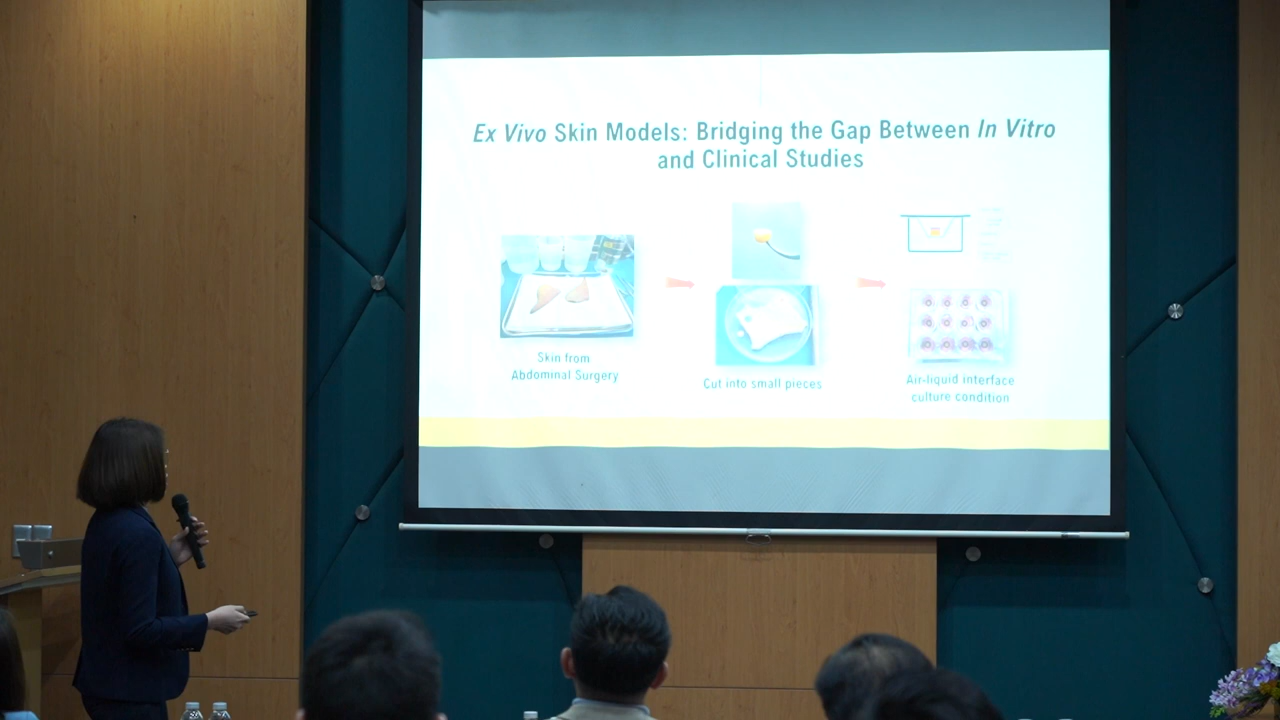 Ex Vivo Skin Models: Bridging the Gap Between In Vitro
and Clinical Studies
Skin from
Abdominal Surgery
Cut into small pieces
Air-liquid interface
culture condition